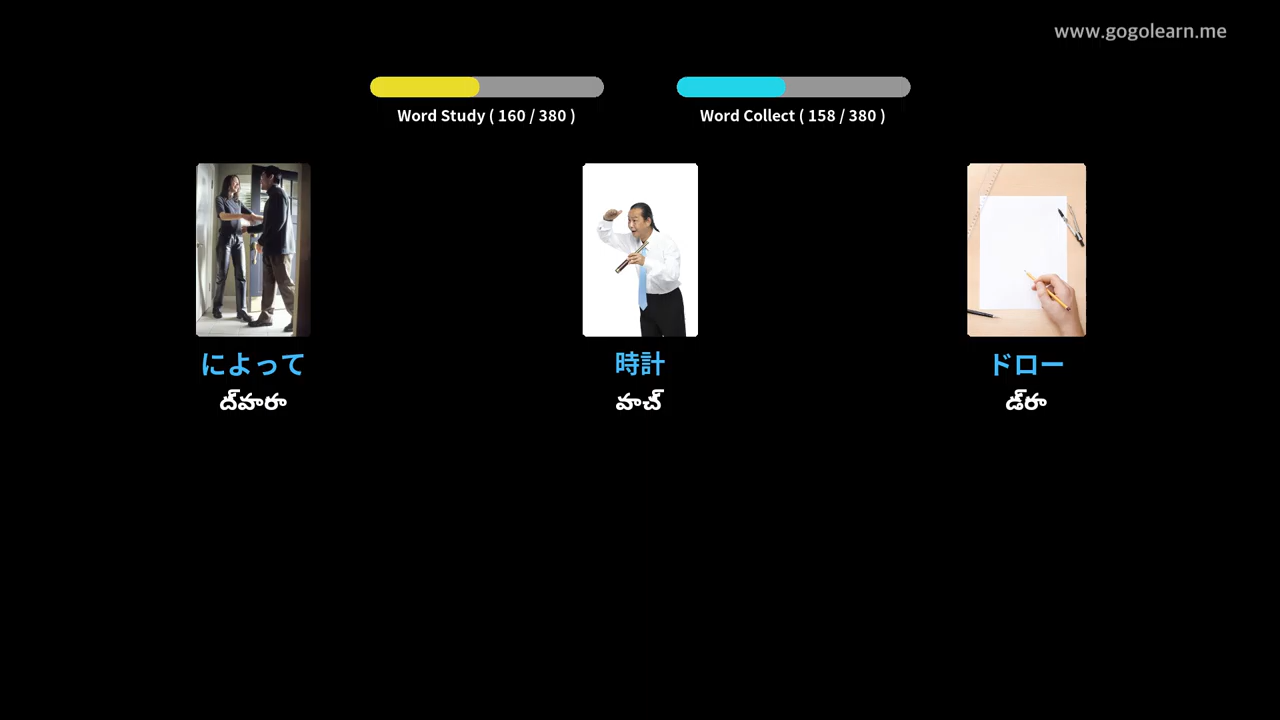 www.gogolearn.me
Word Study ( 160 / 380 )
Word Collect ( 158 / 380 )
によって
時計
ドロー
ద్‌వారా
వాచ్
డ్‌రా